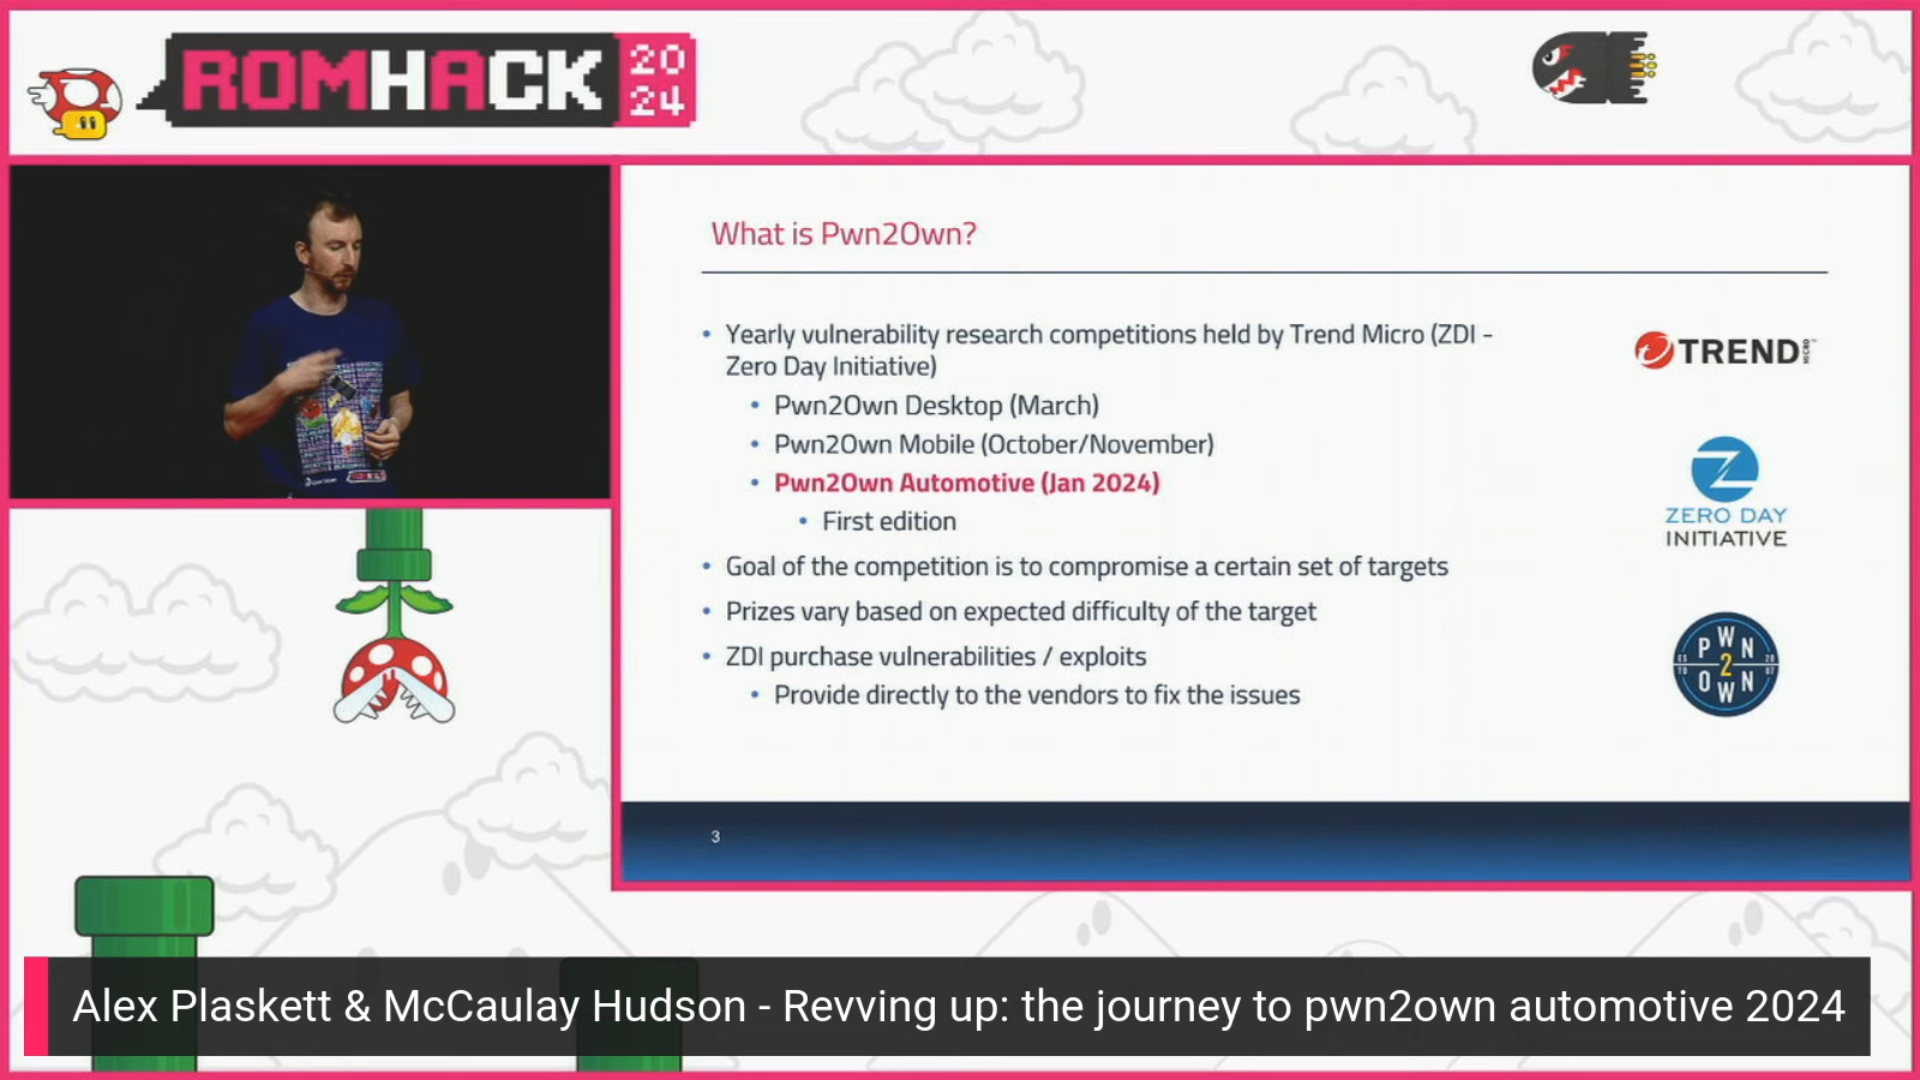 ROMHACK
20
24
What is Pwn2Own?
• Yearly vulnerability research competitions held by Trend Micro (ZDI -
Zero Day Initiative)
• Pwn2Own Desktop (March)
• Pwn2Own Mobile (October/November)
• Pwn2Own Automotive (Jan 2024)
• First edition
• Goal of the competition is to compromise a certain set of targets
• Prizes vary based on expected difficulty of the target
• ZDI purchase vulnerabilities / exploits
• Provide directly to the vendors to fix the issues
TREND MICRO
ZERO DAY
INITIATIVE
PWN
2
OWN
3
Alex Plaskett & McCaulay Hudson - Revving up: the journey to pwn2own automotive 2024